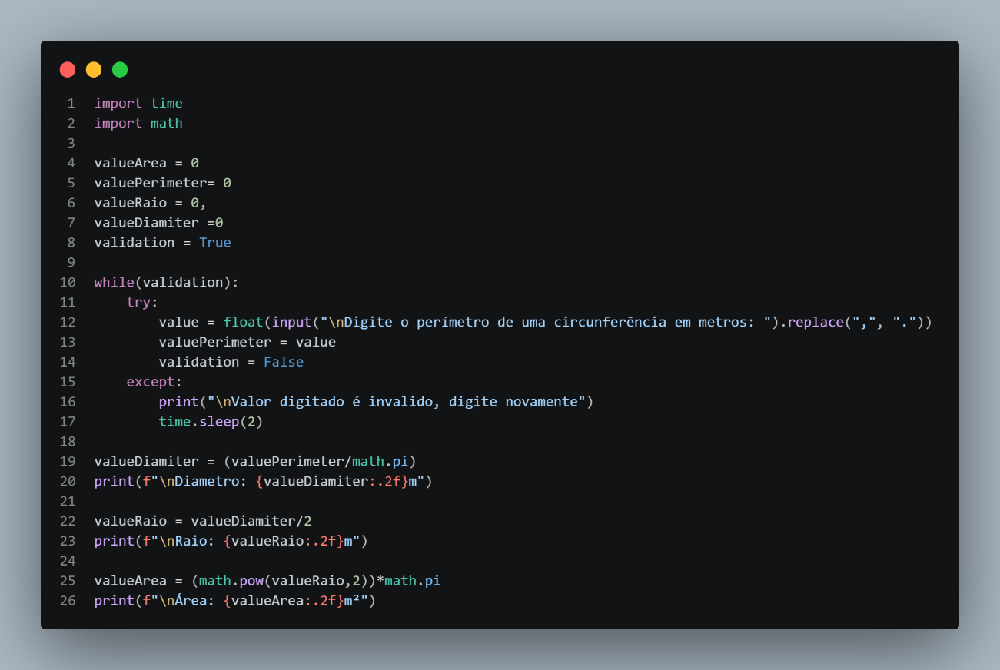 1 import time
2 import math
3
4 valueArea = 0
5 valuePerimeter= 0
6 valueRaio = 0,
7 valueDiamiter =0
8 validation = True
9
10 while(validation):
11     try:
12         value = float(input("\nDigite o perímetro de uma circunferência em metros: ").replace(",", "."))
13         valuePerimeter = value
14         validation = False
15     except:
16         print("\nValor digitado é invalido, digite novamente")
17         time.sleep(2)
18
19 valueDiamiter = (valuePerimeter/math.pi)
20 print(f"\nDiametro: {valueDiamiter:.2f}m")
21
22 valueRaio = valueDiamiter/2
23 print(f"\nRaio: {valueRaio:.2f}m")
24
25 valueArea = (math.pow(valueRaio,2))*math.pi
26 print(f"\nÁrea: {valueArea:.2f}m²")